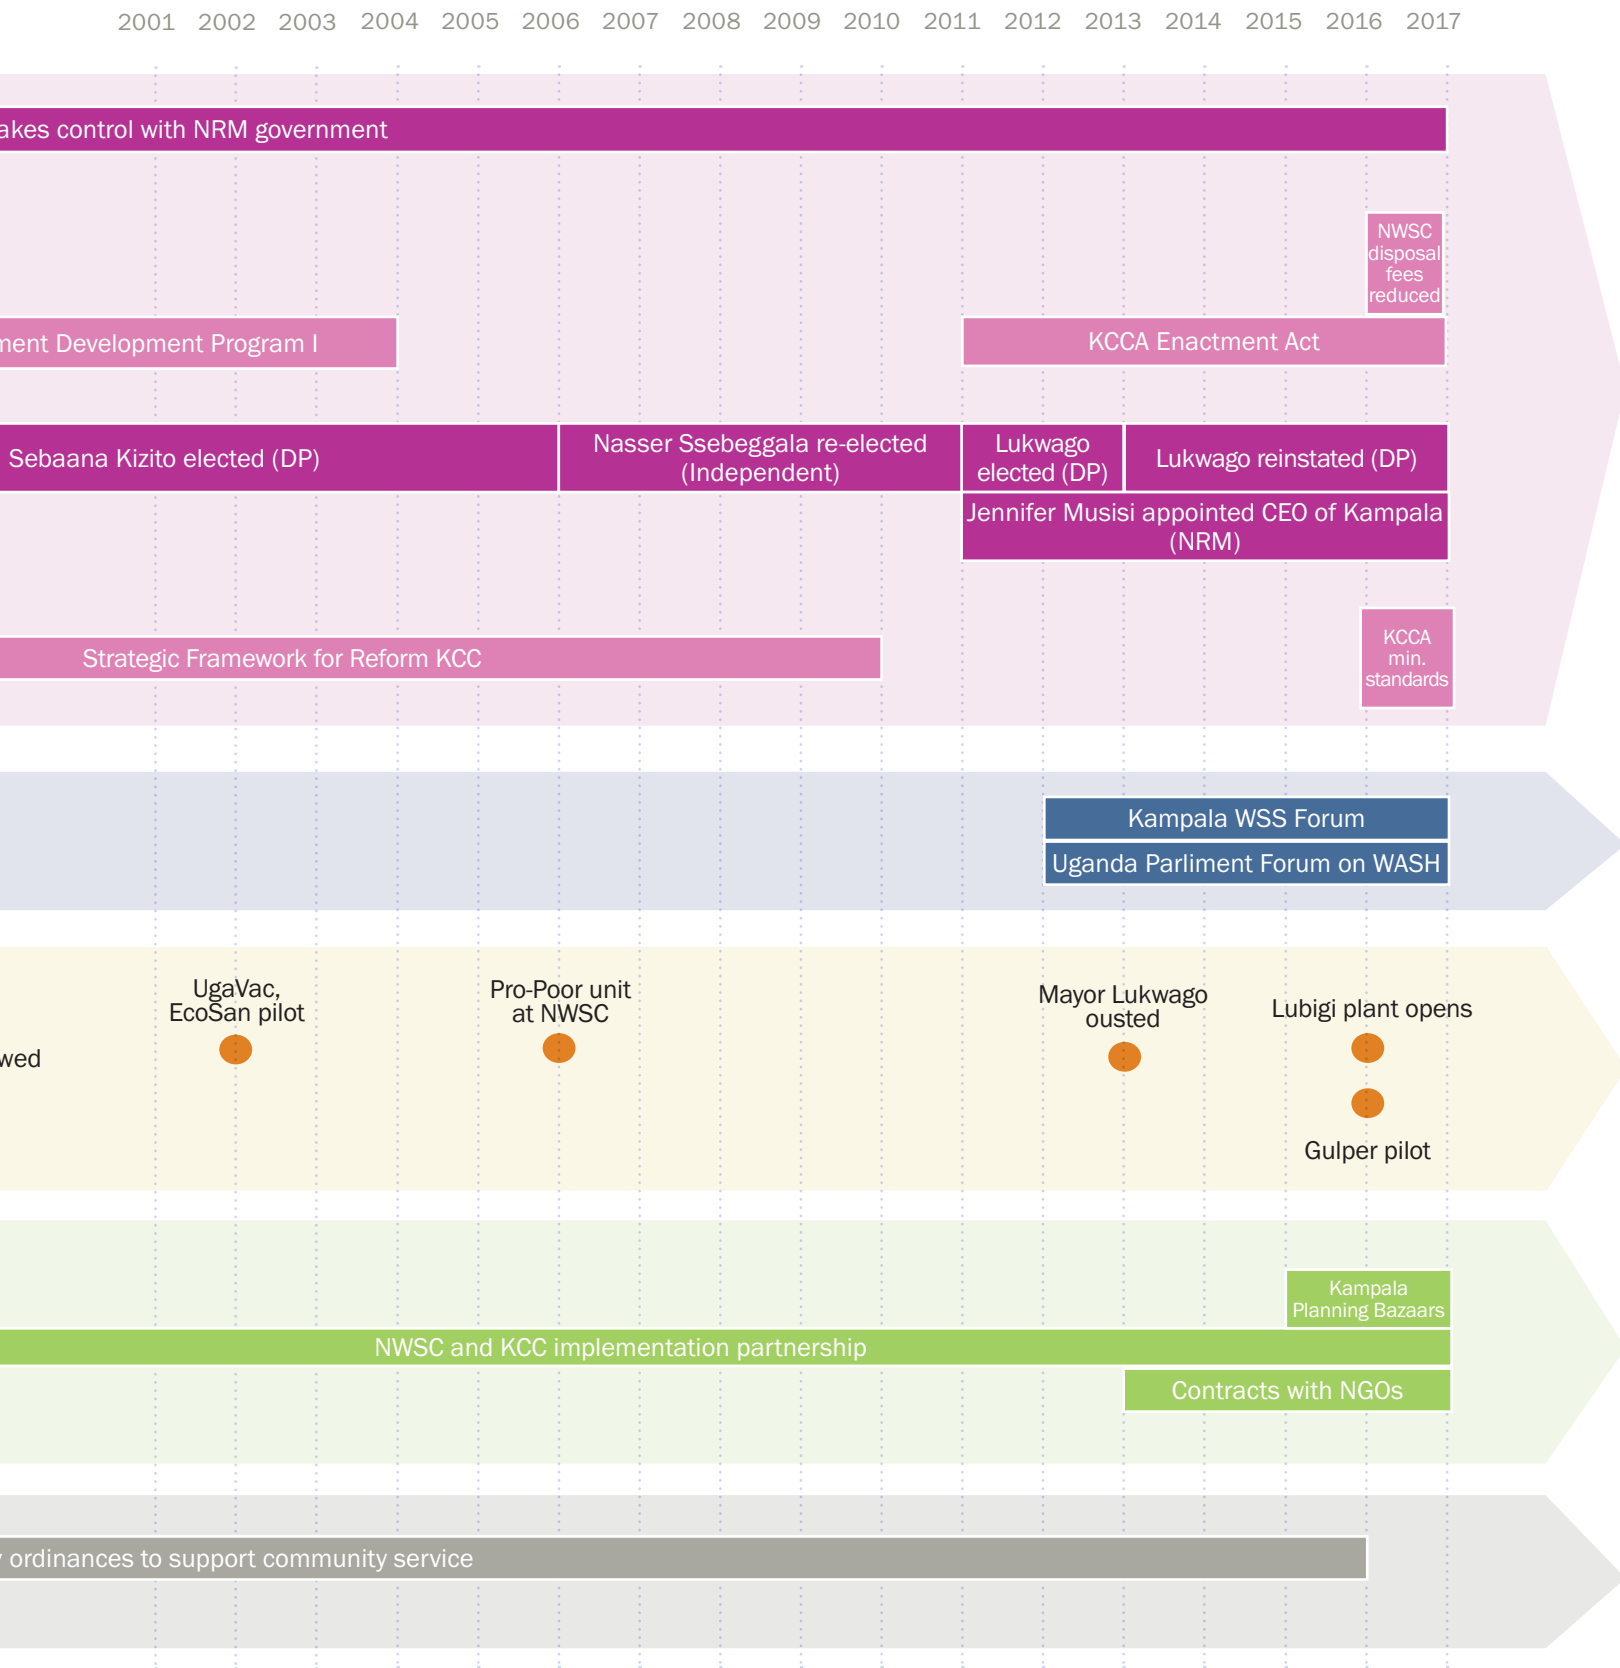 2001 2002 2003 2004 2005 2006 2007 2008 2009 2010 2011 2012 2013 2014 2015 2016 2017
akes control with NRM government
NWSC
disposal
fees
reduced
ment Development Program I
KCCA Enactment Act
Sebaana Kizito elected (DP)
Nasser Ssebeggala re-elected
(Independent)
Lukwago
elected (DP)
Lukwago reinstated (DP)
Jennifer Musisi appointed CEO of Kampala
(NRM)
Strategic Framework for Reform KCC
KCCA
min.
standards
Kampala WSS Forum
Uganda Parliment Forum on WASH
wed
UgaVac,
EcoSan pilot
Pro-Poor unit
at NWSC
Mayor Lukwago
ousted
Lubigi plant opens
Gulper pilot
Kampala
Planning Bazaars
NWSC and KCC implementation partnership
Contracts with NGOs
y ordinances to support community service